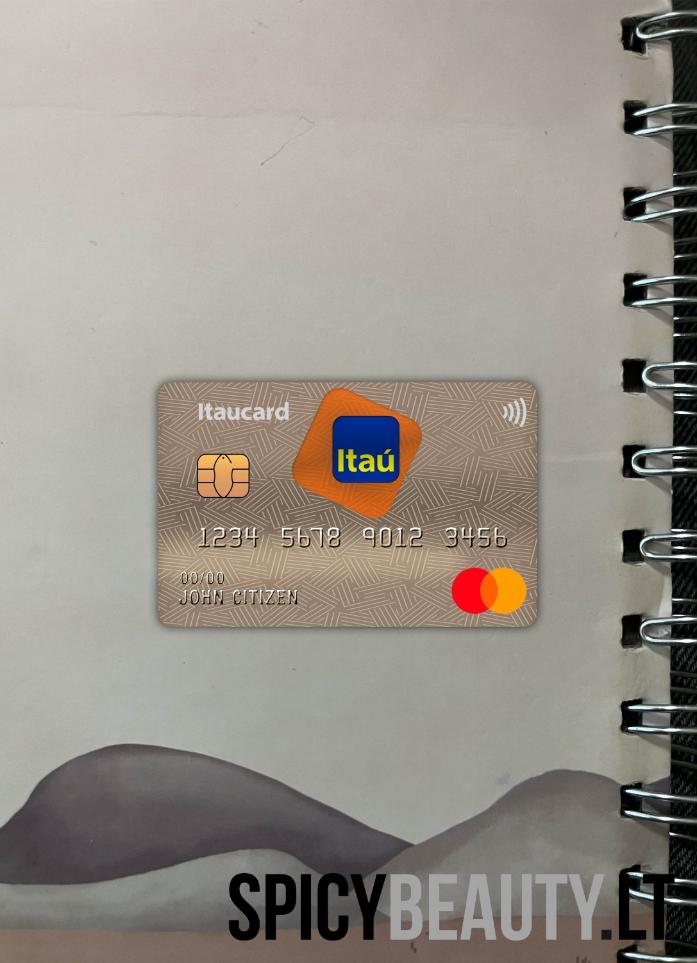 Itaucard
Itaú
1234 5678 9012 3456
00/00
JOHN CITIZEN
SPICYBEAUTY.LT